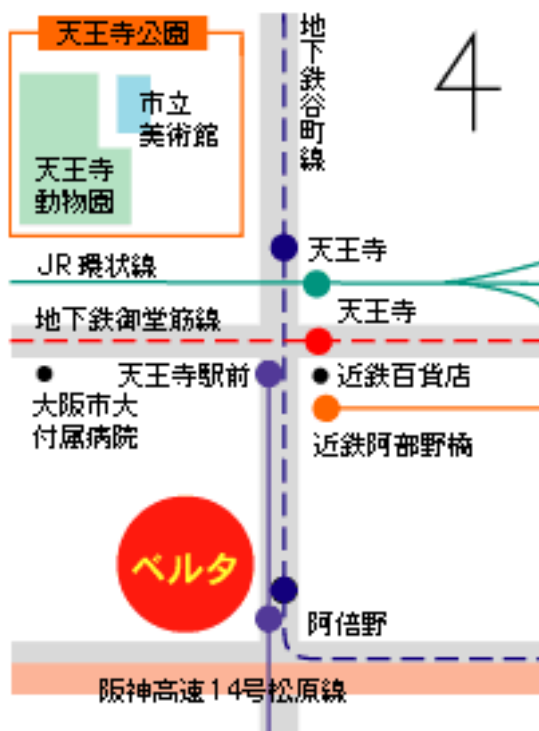 天王寺公園
地下鉄谷町線
市立
美術館
天王寺
動物園
天王寺
JR 環状線
天王寺
地下鉄御堂筋線
天王寺駅前
近鉄百貨店
大阪市大
付属病院
近鉄阿部野橋
ベルタ
阿倍野
阪神高速14号松原線